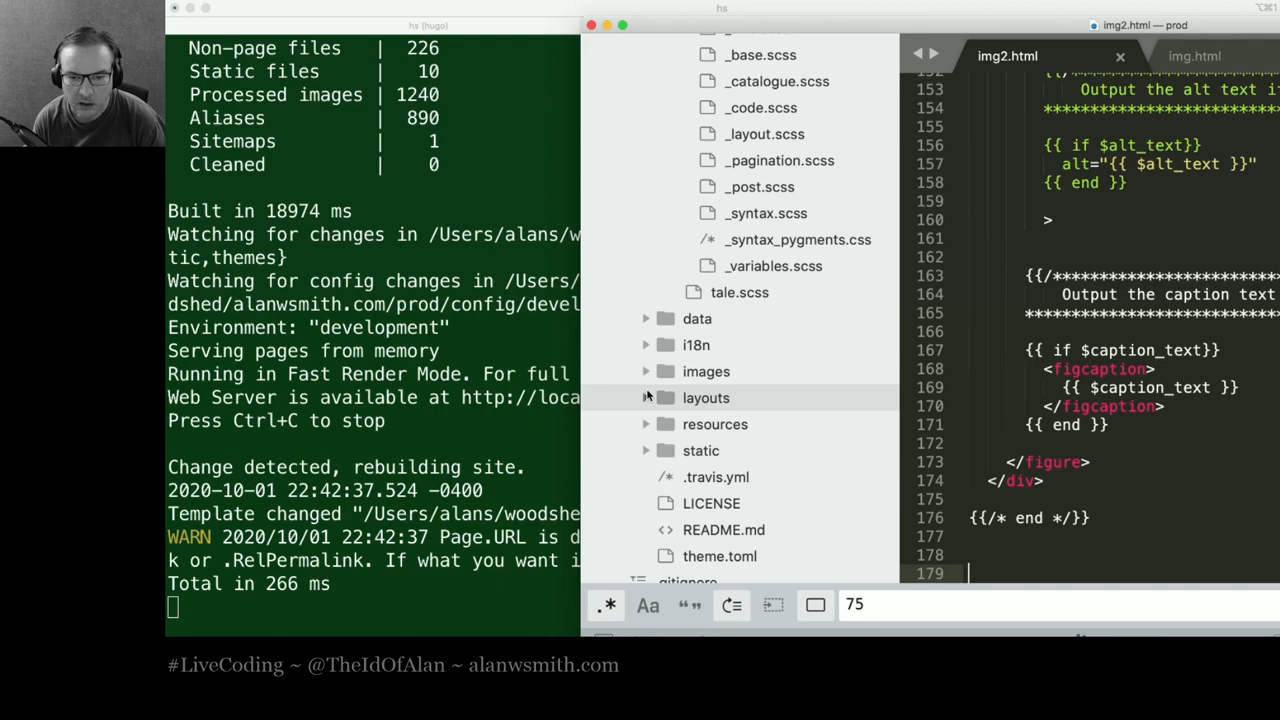 hs
⌥⌘1
hs (hugo)
Non-page files | 226
Static files | 10
Processed images | 1240
Aliases | 890
Sitemaps | 1
Cleaned | 0
Built in 18974 ms
Watching for changes in /Users/alans/w
tic,themes}
Watching for config changes in /Users/
dshed/alanwsmith.com/prod/config/devel
Environment: "development"
Serving pages from memory
Running in Fast Render Mode. For full
Web Server is available at http://loca
Press Ctrl+C to stop
Change detected, rebuilding site.
2020-10-01 22:42:37.524 -0400
Template changed "/Users/alans/woodshe
WARN 2020/10/01 22:42:37 Page.URL is d
k or .RelPermalink. If what you want i
Total in 266 ms
img2.html — prod
_base.scss
_catalogue.scss
_code.scss
_layout.scss
_pagination.scss
_post.scss
_syntax.scss
/* _syntax_pygments.css
_variables.scss
tale.scss
data
i18n
images
layouts
resources
static
/* .travis.yml
LICENSE
<> README.md
theme.toml
.gitignore
img2.html
img.html
153 Output the alt text i
154 *************************
155
156 {{ if $alt_text}}
157 alt="{{ $alt_text }}"
158 {{ end }}
159
160 >
161
162
163 {{/***************************
164 Output the caption text
165 ****************************
166
167 {{ if $caption_text}}
168 <figcaption>
169 {{ $caption_text }}
170 </figcaption>
171 {{ end }}
172
173 </figure>
174 </div>
175
176 {{/* end */}}
177
178
179
.* Aa “” 75
#LiveCoding ~ @TheIdOfAlan ~ alanwsmith.com